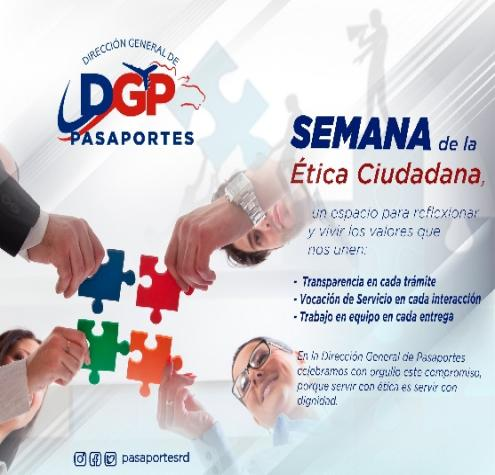 DIRECCIÓN GENERAL DE
DGP
PASAPORTES
SEMANA de la
Ética Ciudadana,
un espacio para reflexionar
y vivir los valores que
nos unen:
- Transparencia en cada trámite
- Vocación de Servicio en cada interacción
- Trabajo en equipo en cada entrega
En la Dirección General de Pasaportes
celebramos con orgullo este compromiso,
porque servir con ética es servir con
dignidad.
pasaportesrd